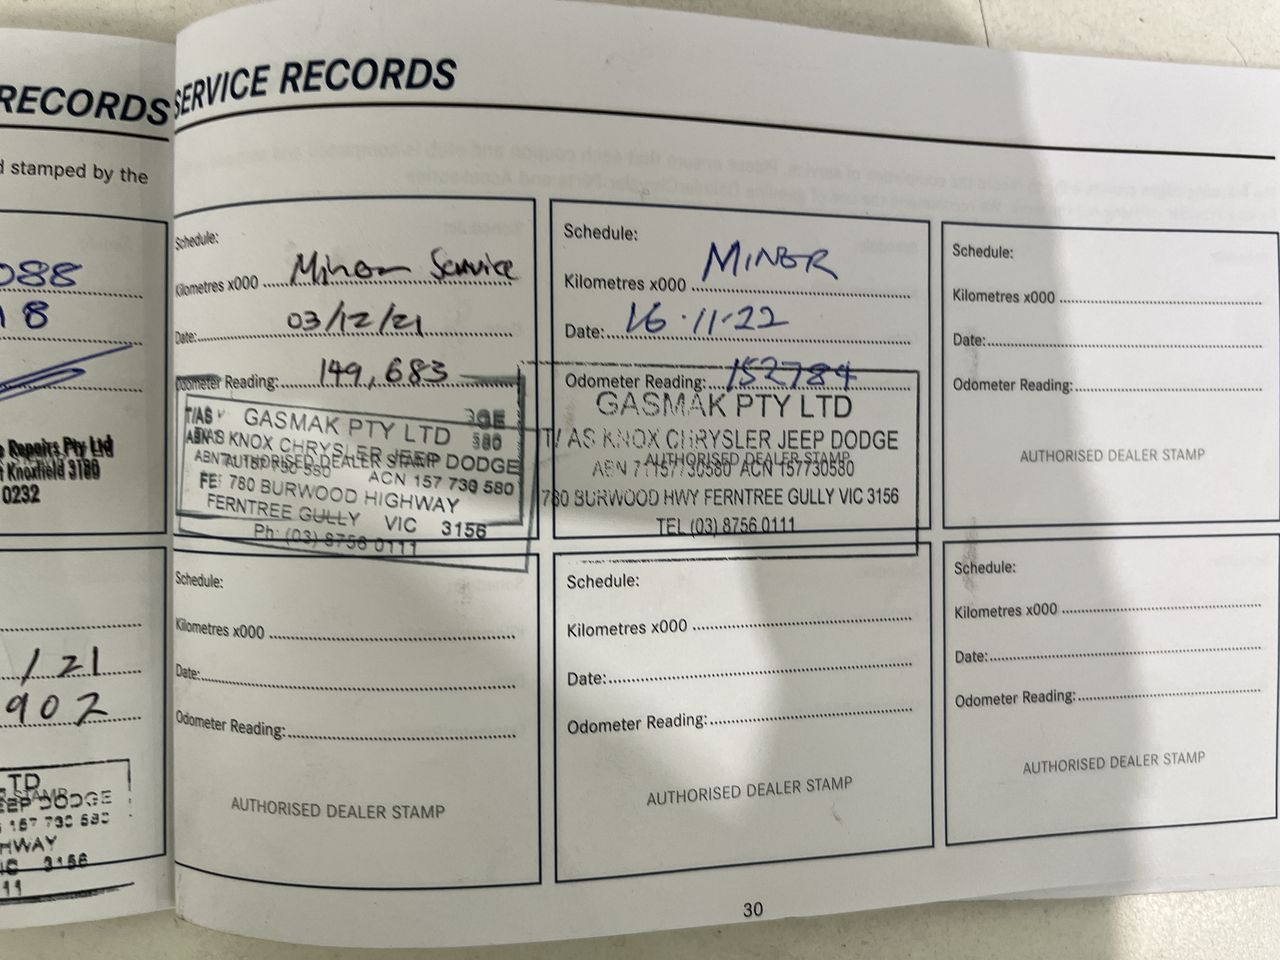 RECORDS
d stamped by the
088
18
e Repairs Pty Ltd
t Knoxfield 3180
0232
/21
902
TD
EEP DODGE
157 730 580
HWAY
3156
11
SERVICE RECORDS
Schedule:
Kilometres x000 Minor Service
Date: 03/12/21
Odometer Reading: 149,683
GASMAK PTY LTD
T/AS KNOX CHRYSLER JEEP DODGE
AUTHORISED DEALER STAMP
ACN 157 730 580
780 BURWOOD HIGHWAY
FERNTREE GULLY VIC 3156
Ph: (03) 8756 0111
Schedule:
Kilometres x000 MINOR
Date: 16.11.22
Odometer Reading: 152784
GASMAK PTY LTD
T/ AS KNOX CHRYSLER JEEP DODGE
AUTHORISED DEALER STAMP
ABN 71157730580 ACN 157730580
780 BURWOOD HWY FERNTREE GULLY VIC 3156
TEL (03) 8756 0111
Schedule:
Kilometres x000
Date:
Odometer Reading:
AUTHORISED DEALER STAMP
Schedule:
Kilometres x000
Date:
Odometer Reading:
AUTHORISED DEALER STAMP
Schedule:
Kilometres x000
Date:
Odometer Reading:
AUTHORISED DEALER STAMP
Schedule:
Kilometres x000
Date:
Odometer Reading:
AUTHORISED DEALER STAMP
30